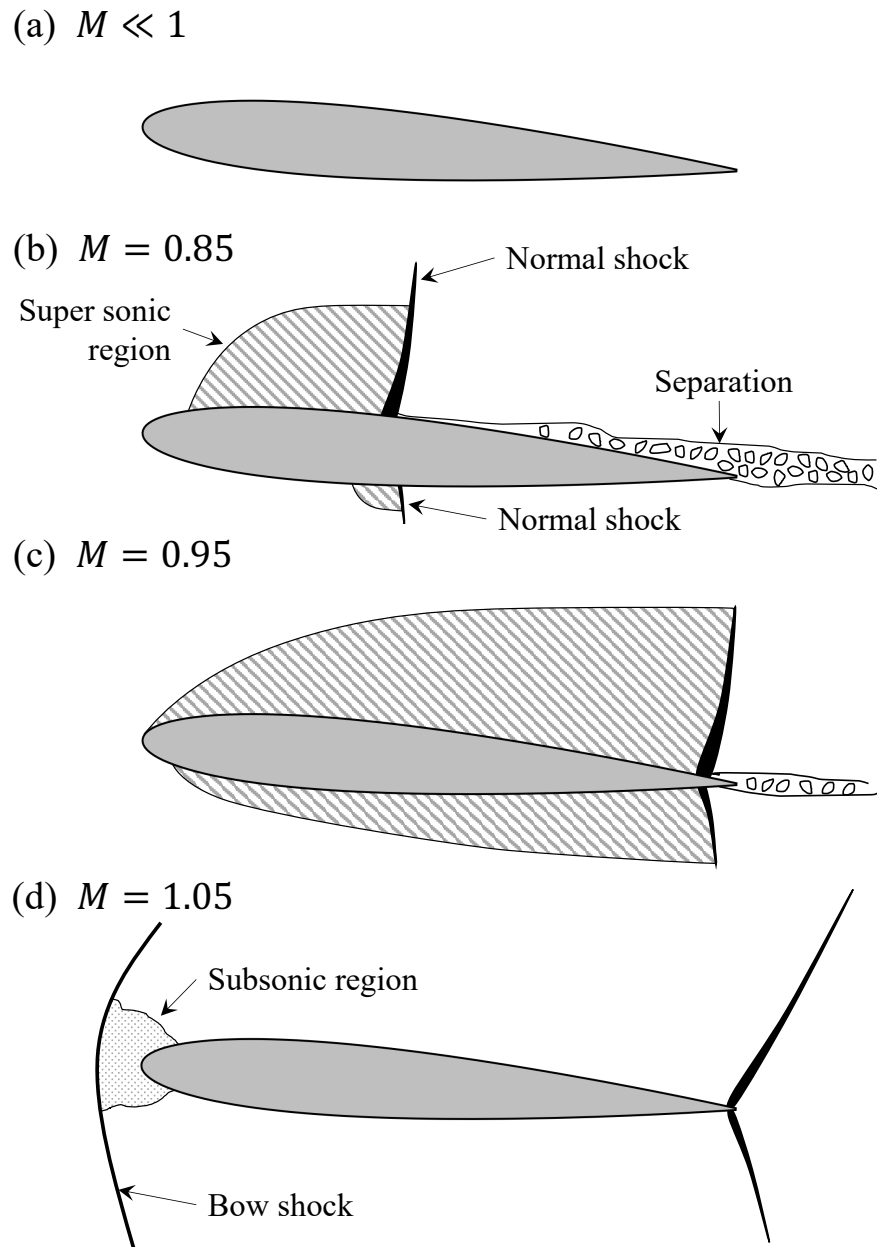 (a) M ≪ 1
(b) M = 0.85
Normal shock
Super sonic
region
Separation
Normal shock
(c) M = 0.95
(d) M = 1.05
Subsonic region
Bow shock